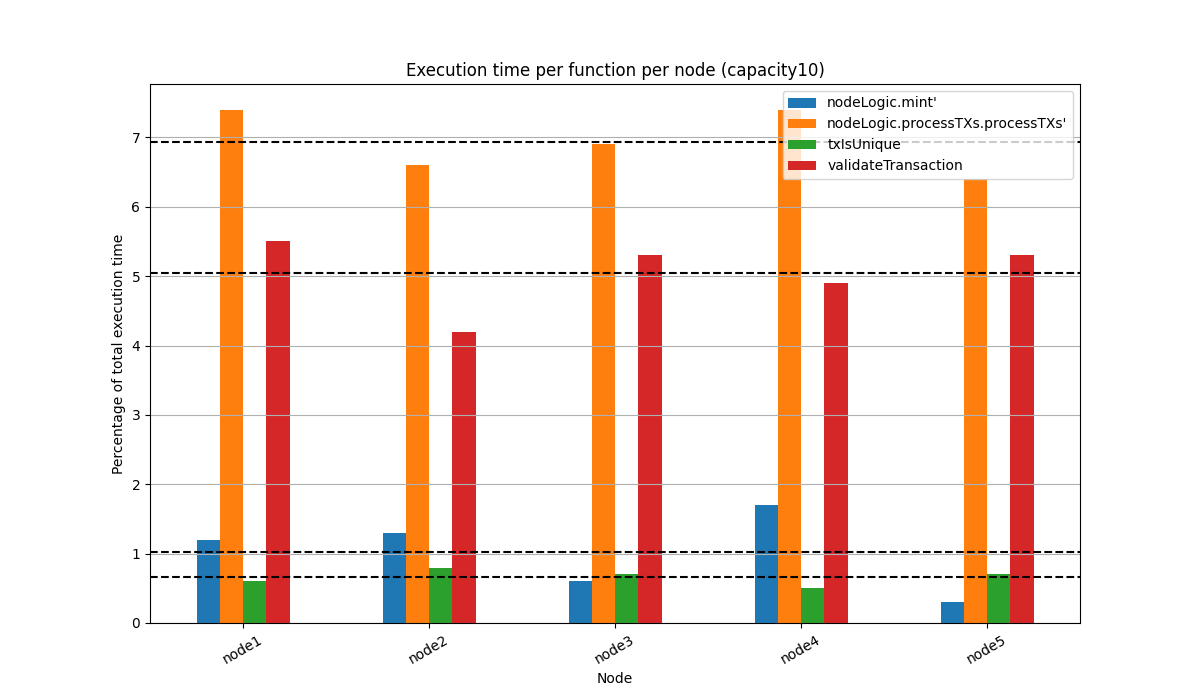 Execution time per function per node (capacity10)
nodeLogic.mint'
nodeLogic.processTXs.processTXs'
txIsUnique
validateTransaction
Percentage of total execution time
7
6
5
4
3
2
1
0
node1
node2
node3
node4
node5
Node